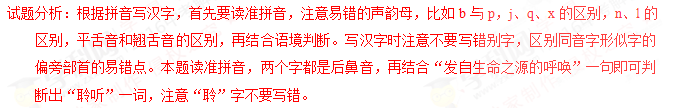 试题分析：根据拼音写汉字，首先要读准拼音，注意易错的声韵母，比如 b 与 p，j、q、x 的区别，n、l 的
区别，平舌音和翘舌音的区别，再结合语境判断。写汉字时注意不要写错别字，区别同音字形似字的
偏旁部首的易错点。本题读准拼音，两个字都是后鼻音，再结合“发自生命之源的呼唤”一句即可判
断出“聆听”一词，注意“聆”字不要写错。